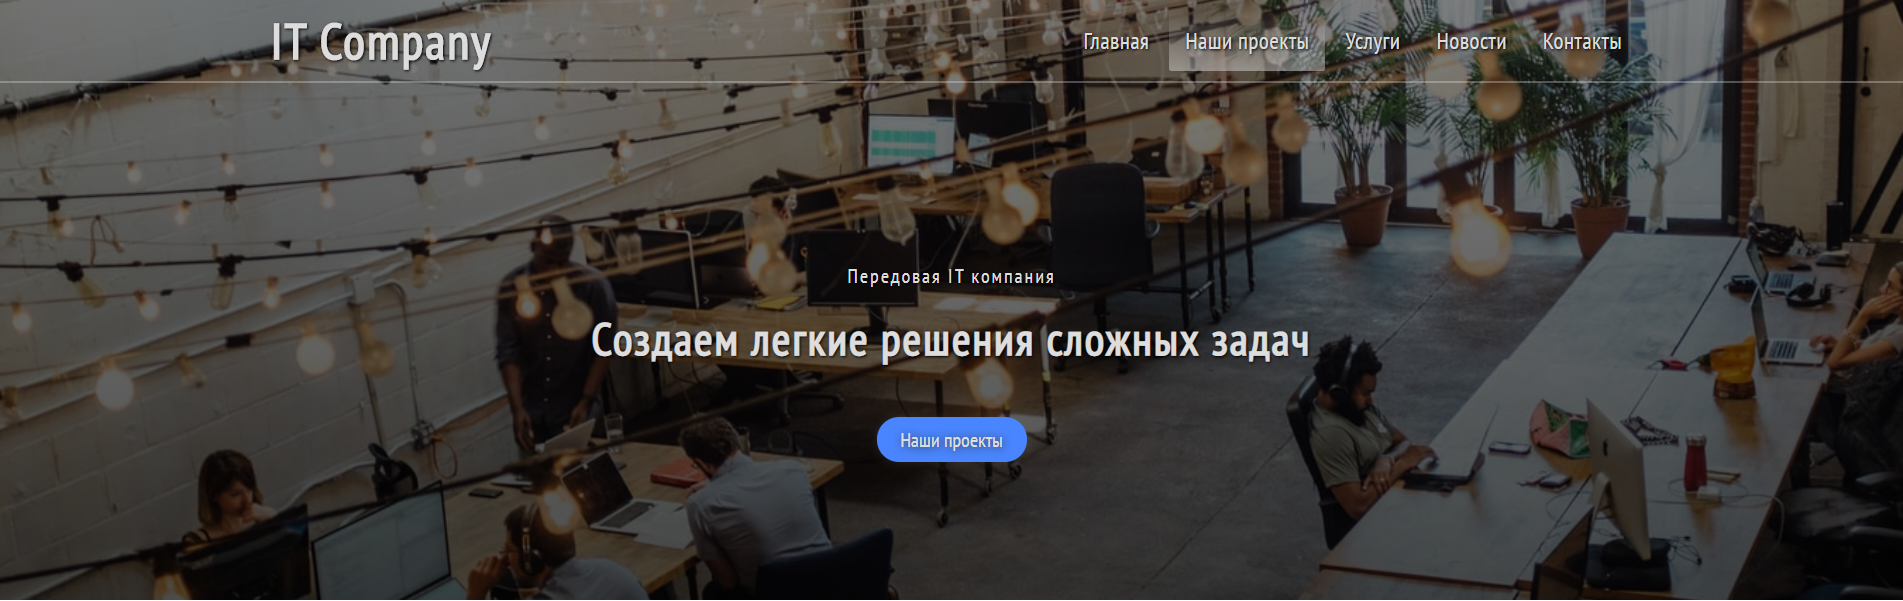 IT Company
Главная Наши проекты Услуги Новости Контакты
Передовая IT компания
Создаем легкие решения сложных задач
Наши проекты